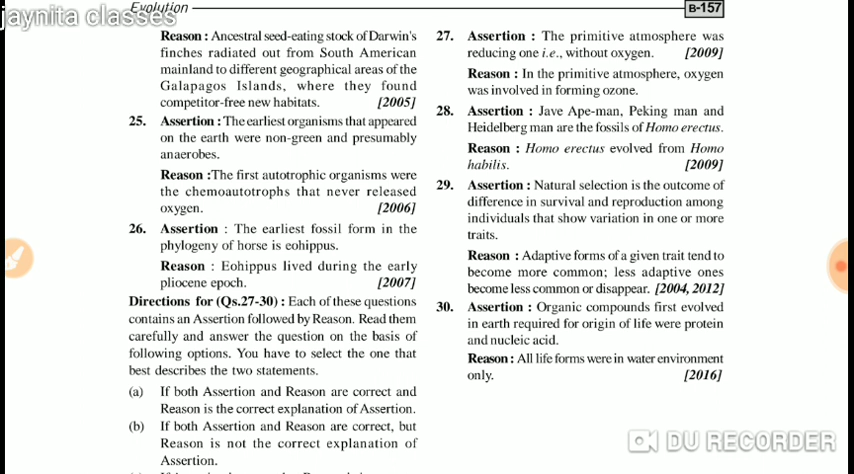 Evolution
B-157
jaynita classes
Reason : Ancestral seed-eating stock of Darwin's
finches radiated out from South American
mainland to different geographical areas of the
Galapagos Islands, where they found
competitor-free new habitats. [2005]
25. Assertion : The earliest organisms that appeared
on the earth were non-green and presumably
anaerobes.
Reason :The first autotrophic organisms were
the chemoautotrophs that never released
oxygen. [2006]
26. Assertion : The earliest fossil form in the
phylogeny of horse is eohippus.
Reason : Eohippus lived during the early
pliocene epoch. [2007]
Directions for (Qs.27-30) : Each of these questions
contains an Assertion followed by Reason. Read them
carefully and answer the question on the basis of
following options. You have to select the one that
best describes the two statements.
(a) If both Assertion and Reason are correct and
Reason is the correct explanation of Assertion.
(b) If both Assertion and Reason are correct, but
Reason is not the correct explanation of
Assertion.
27. Assertion : The primitive atmosphere was
reducing one i.e., without oxygen. [2009]
Reason : In the primitive atmosphere, oxygen
was involved in forming ozone.
28. Assertion : Jave Ape-man, Peking man and
Heidelberg man are the fossils of Homo erectus.
Reason : Homo erectus evolved from Homo
habilis. [2009]
29. Assertion : Natural selection is the outcome of
difference in survival and reproduction among
individuals that show variation in one or more
traits.
Reason : Adaptive forms of a given trait tend to
become more common; less adaptive ones
become less common or disappear. [2004, 2012]
30. Assertion : Organic compounds first evolved
in earth required for origin of life were protein
and nucleic acid.
Reason : All life forms were in water environment
only. [2016]
DU RECORDER